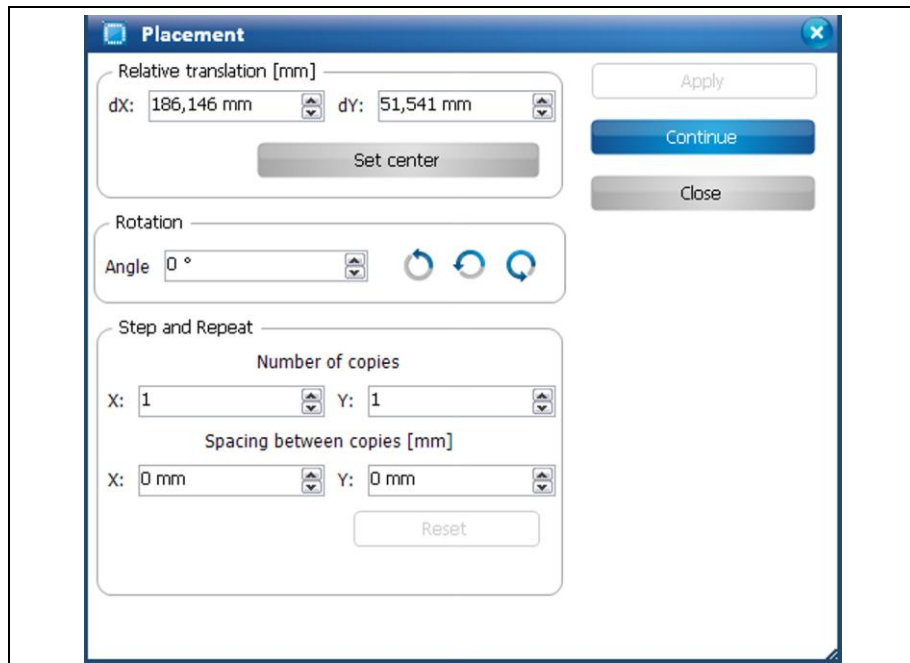 Placement
Relative translation [mm]
dX: 186,146 mm dY: 51,541 mm
Set center
Apply
Continue
Close
Rotation
Angle 0 °
Step and Repeat
Number of copies
X: 1 Y: 1
Spacing between copies [mm]
X: 0 mm Y: 0 mm
Reset